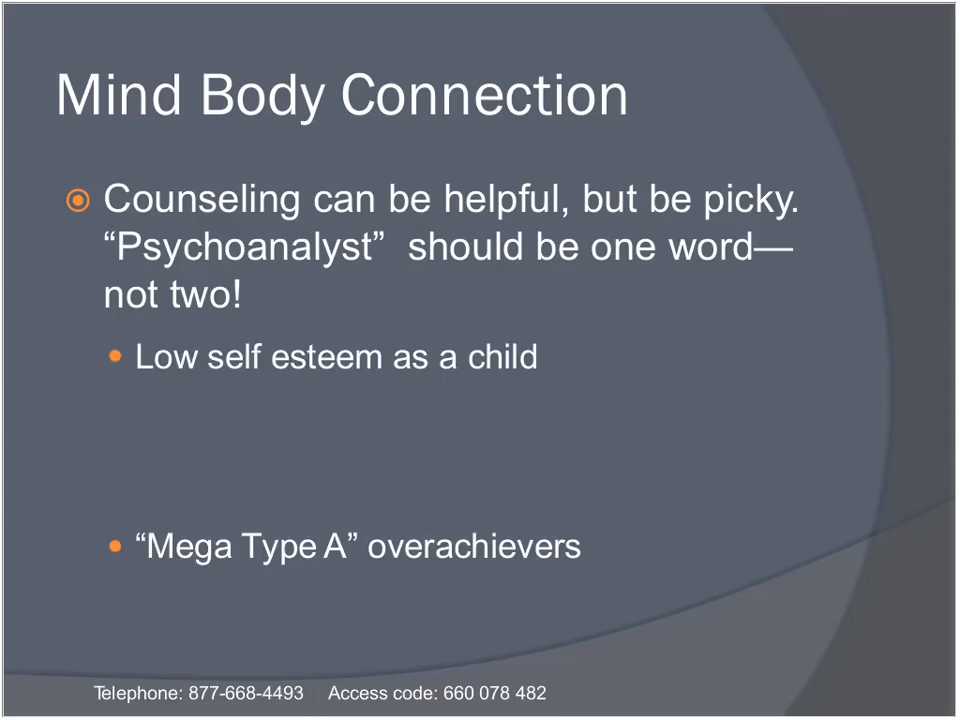 Mind Body Connection
Counseling can be helpful, but be picky.
“Psychoanalyst”  should be one word—
not two!
Low self esteem as a child
“Mega Type A” overachievers
Telephone: 877-668-4493     Access code: 660 078 482